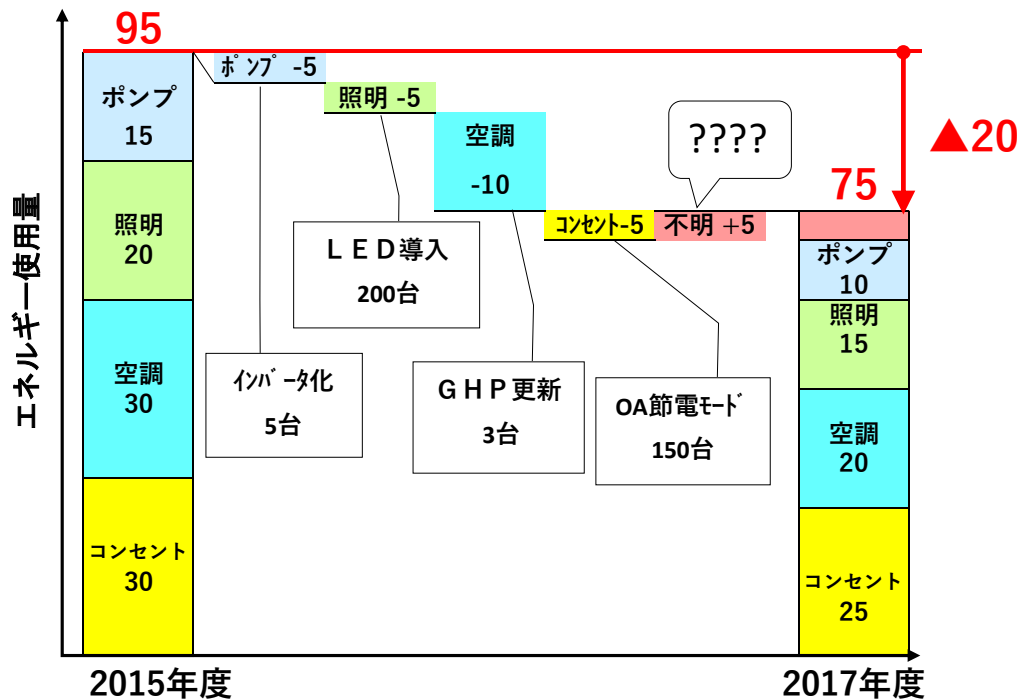 95
ポンプ
15
照明
20
空調
30
コンセント
30
ﾎﾟﾝﾌﾟ -5
照明 -5
空調
-10
コンセント-5
不明 +5
????
ＬＥＤ導入
200台
ｲﾝﾊﾞｰﾀ化
5台
ＧＨＰ更新
3台
OA節電ﾓｰﾄﾞ
150台
▲20
75
ポンプ
10
照明
15
空調
20
コンセント
25
エネルギー使用量
2015年度
2017年度